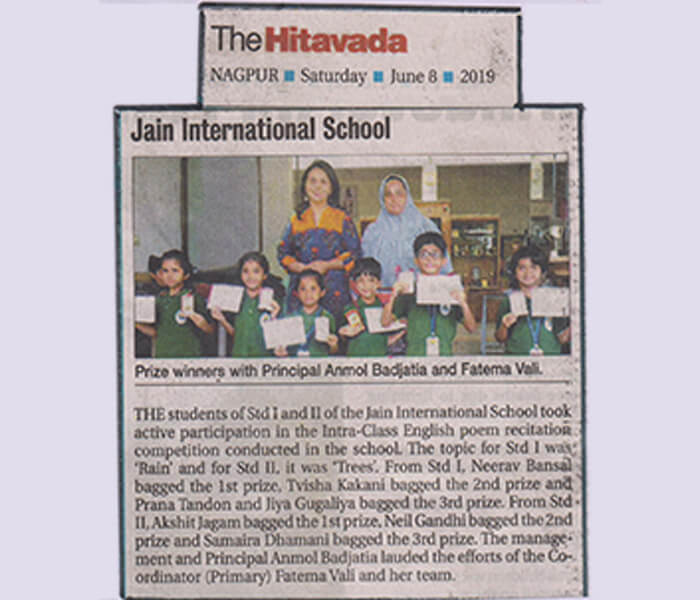 The Hitavada
NAGPUR ■ Saturday ■ June 8 ■ 2019
Jain International School
Prize winners with Principal Anmol Badjatia and Fatema Vali.
THE students of Std I and II of the Jain International School took
active participation in the Intra-Class English poem recitation
competition conducted in the school. The topic for Std I was
'Rain' and for Std II, it was 'Trees'. From Std I, Neerav Bansal
bagged the 1st prize, Tvisha Kakani bagged the 2nd prize and
Prana Tandon and Jiya Gugaliya bagged the 3rd prize. From Std
II, Akshit Jagam bagged the 1st prize, Neil Gandhi bagged the 2nd
prize and Samaira Dhamani bagged the 3rd prize. The manage-
ment and Principal Anmol Badjatia lauded the efforts of the Co-
ordinator (Primary) Fatema Vali and her team.